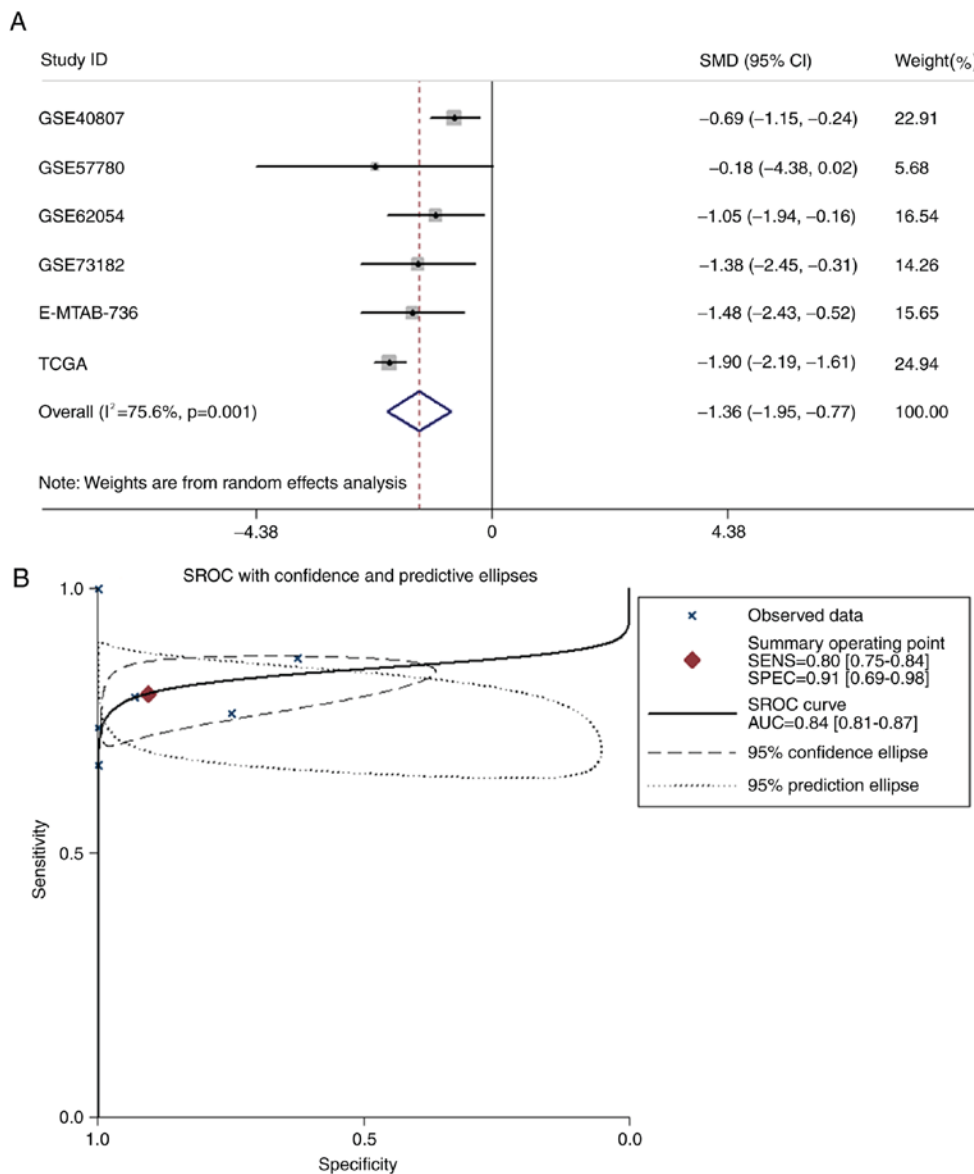 A
Study ID SMD (95% CI) Weight(%)
GSE40807 −0.69 (−1.15, −0.24) 22.91
GSE57780 −0.18 (−4.38, 0.02) 5.68
GSE62054 −1.05 (−1.94, −0.16) 16.54
GSE73182 −1.38 (−2.45, −0.31) 14.26
E-MTAB-736 −1.48 (−2.43, −0.52) 15.65
TCGA −1.90 (−2.19, −1.61) 24.94
Overall (I²=75.6%, p=0.001) −1.36 (−1.95, −0.77) 100.00
Note: Weights are from random effects analysis
−4.38 0 4.38
B
SROC with confidence and predictive ellipses
1.0
0.5
0.0
Sensitivity
1.0 0.5 0.0
Specificity
Observed data
Summary operating point
SENS=0.80 [0.75-0.84]
SPEC=0.91 [0.69-0.98]
SROC curve
AUC=0.84 [0.81-0.87]
95% confidence ellipse
95% prediction ellipse